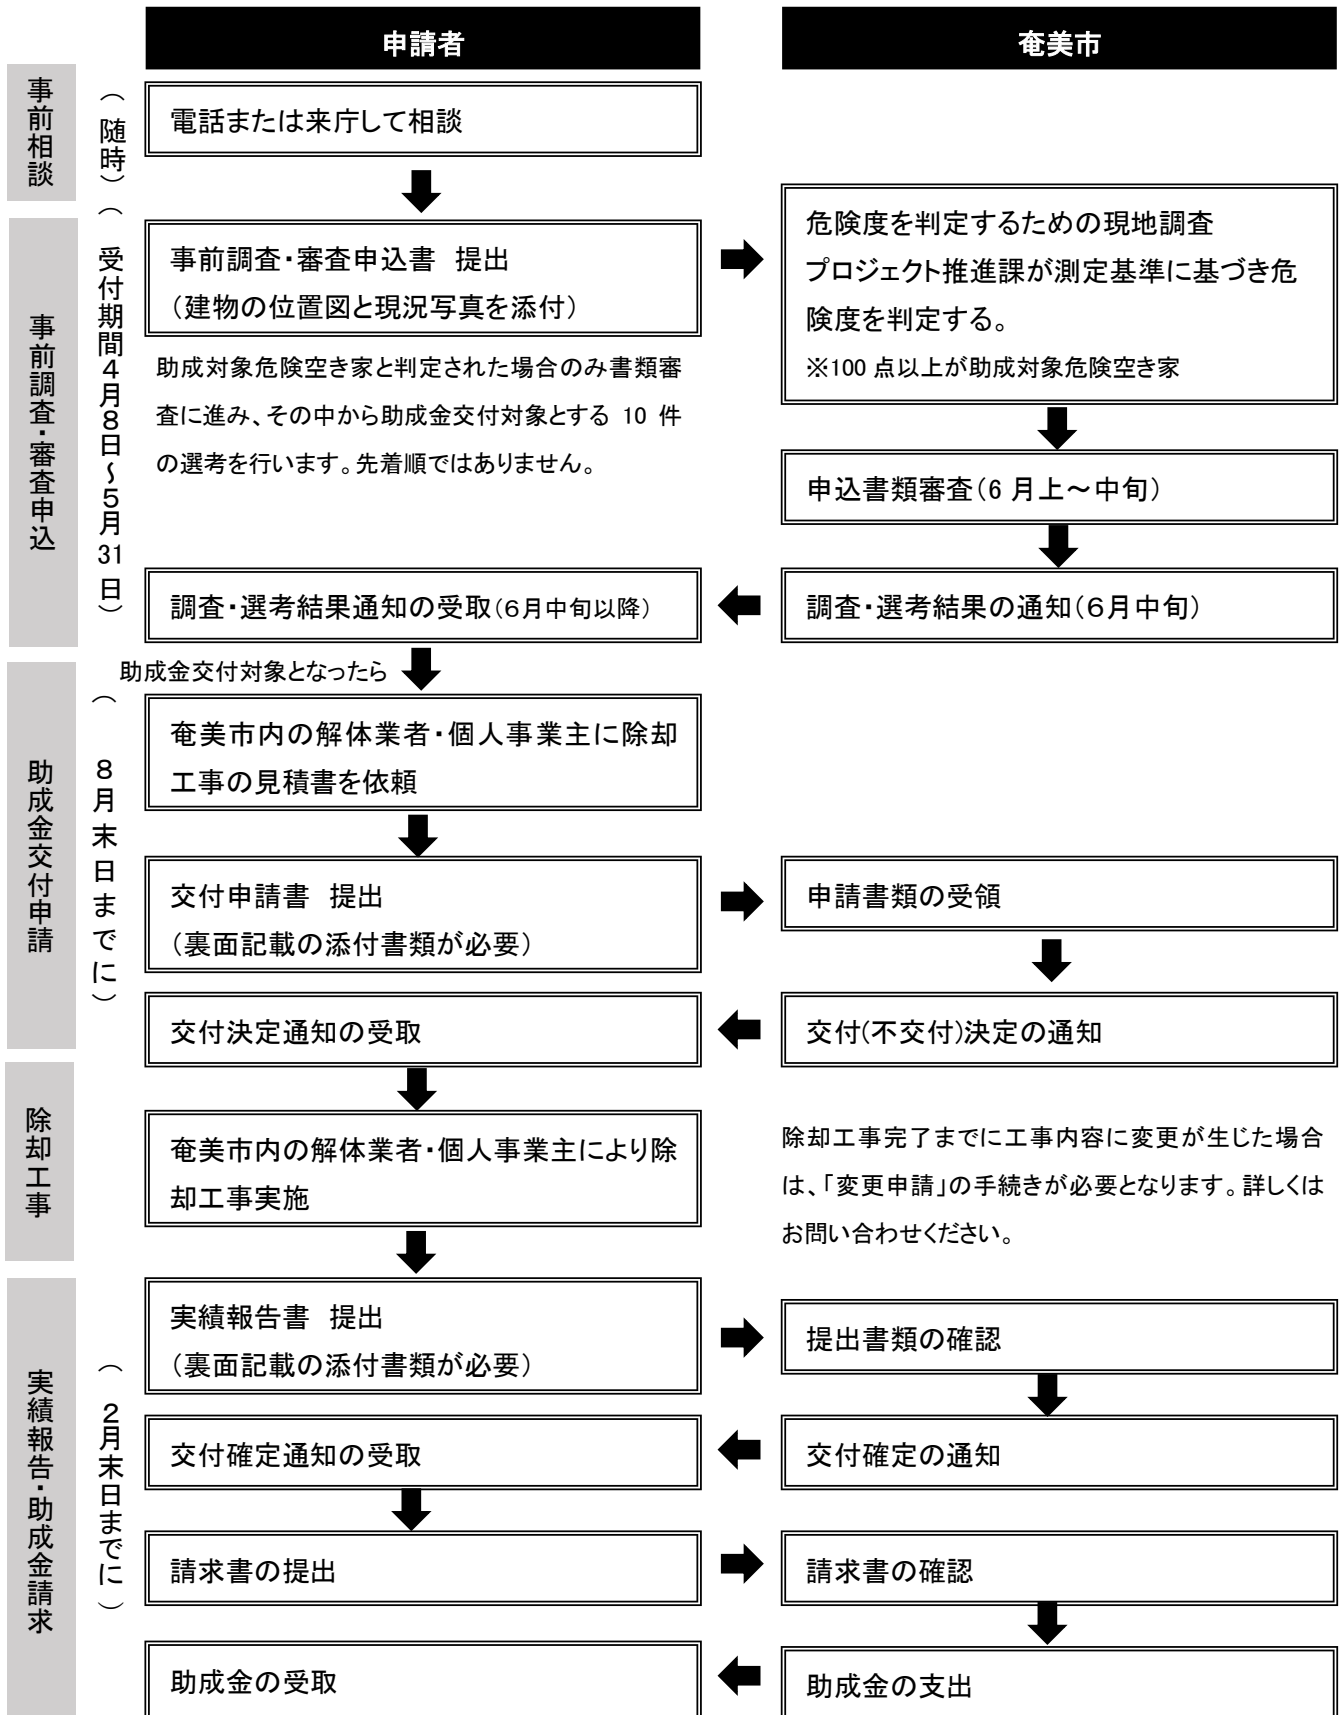 申請者
奄美市
事前相談
（随時）
電話または来庁して相談
事前調査・審査申込
（受付期間４月８日～５月31日）
事前調査・審査申込書　提出
（建物の位置図と現況写真を添付）
危険度を判定するための現地調査
プロジェクト推進課が測定基準に基づき危
険度を判定する。
※100 点以上が助成対象危険空き家
助成対象危険空き家と判定された場合のみ書類審
査に進み、その中から助成金交付対象とする 10 件
の選考を行います。先着順ではありません。
申込書類審査（6 月上～中旬）
調査・選考結果通知の受取（６月中旬以降）
調査・選考結果の通知（６月中旬）
助成金交付対象となったら
助成金交付申請
（８月末日までに）
奄美市内の解体業者・個人事業主に除却
工事の見積書を依頼
交付申請書　提出
（裏面記載の添付書類が必要）
申請書類の受領
交付決定通知の受取
交付(不交付)決定の通知
除却工事
奄美市内の解体業者・個人事業主により除
却工事実施
除却工事完了までに工事内容に変更が生じた場合
は、「変更申請」の手続きが必要となります。詳しくは
お問い合わせください。
実績報告・助成金請求
（２月末日までに）
実績報告書　提出
（裏面記載の添付書類が必要）
提出書類の確認
交付確定通知の受取
交付確定の通知
請求書の提出
請求書の確認
助成金の受取
助成金の支出